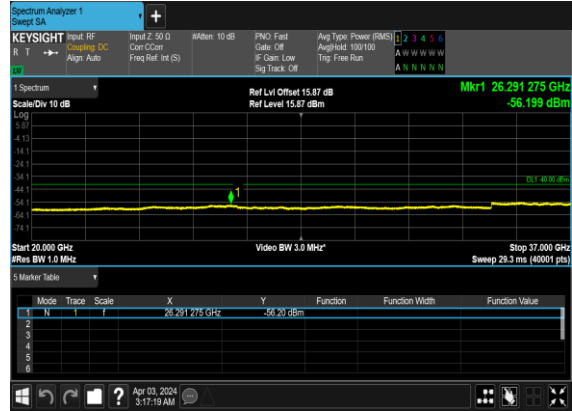 Spectrum Analyzer 1
Swept SA
+
KEYSIGHT Input: RF Input Z: 50 Ω #Atten: 10 dB PNO: Fast Avg Type: Power (RMS) 1 2 3 4 5 6
R T Coupling: DC Corr CCorr Gate: Off Avg|Hold: 100/100 A W W W W W
Align: Auto Freq Ref: Int (S) IF Gain: Low Trig: Free Run
Sig Track: Off A N N N N N
1 Spectrum Ref Lvl Offset 15.87 dB Mkr1 26.291 275 GHz
Scale/Div 10 dB Ref Level 15.87 dBm -56.199 dBm
Log
5.87
-4.13
-14.1
-24.1
-34.1
DL1 -40.00 dBm
-44.1
1
-54.1
-64.1
-74.1
Start 20.000 GHz Video BW 3.0 MHz* Stop 37.000 GHz
#Res BW 1.0 MHz Sweep 29.3 ms (40001 pts)
5 Marker Table
Mode Trace Scale X Y Function Function Width Function Value
1 N 1 f 26.291 275 GHz -56.20 dBm
2
3
4
5
6
? Apr 03, 2024
3:17:19 AM